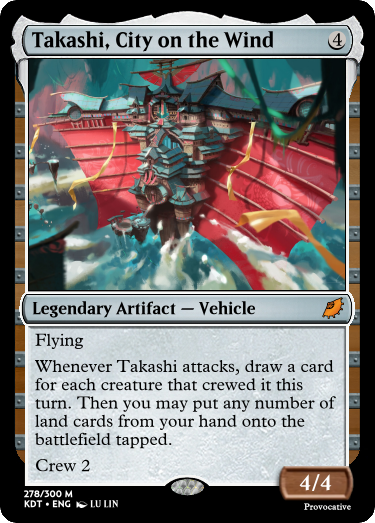 Takashi, City on the Wind 4
Legendary Artifact — Vehicle
Flying
Whenever Takashi attacks, draw a card
for each creature that crewed it this
turn. Then you may put any number of
land cards from your hand onto the
battlefield tapped.
Crew 2
4/4
278/300 M
KDT • ENG LU LIN
Provocative